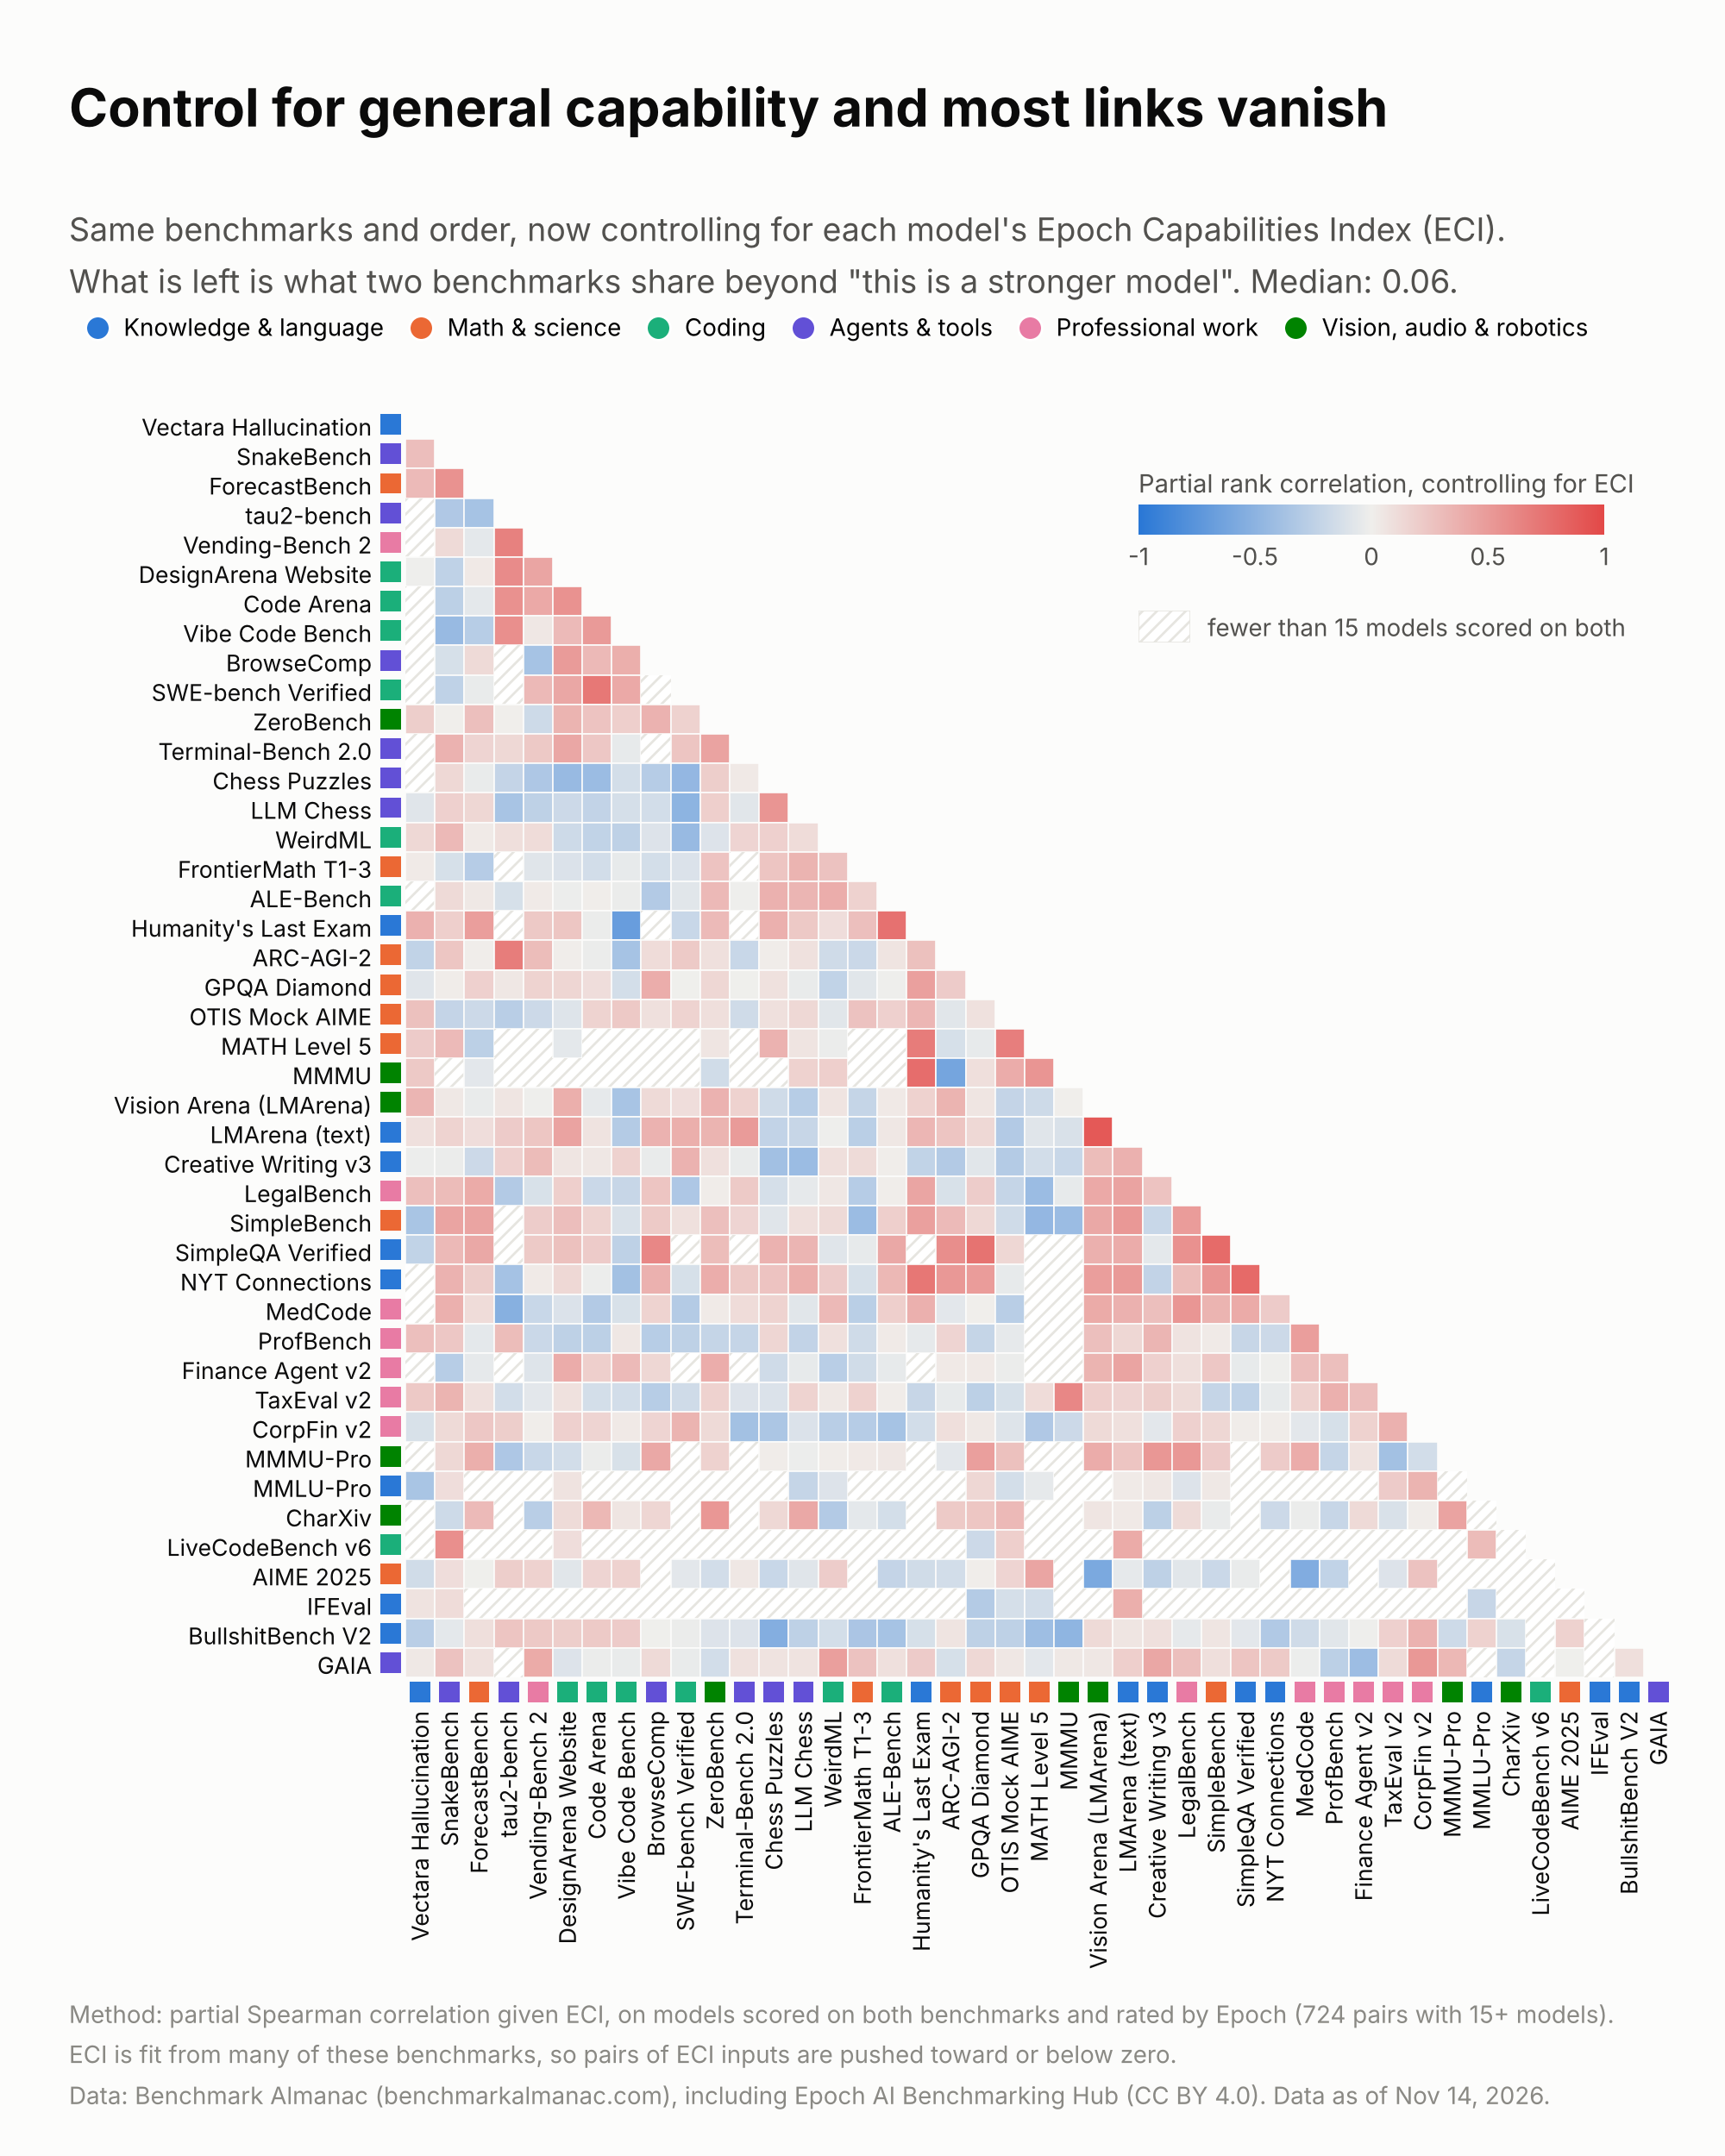 Control for general capability and most links vanish
Same benchmarks and order, now controlling for each model's Epoch Capabilities Index (ECI).
What is left is what two benchmarks share beyond "this is a stronger model". Median: 0.06.
Knowledge & language Math & science Coding Agents & tools Professional work Vision, audio & robotics
Partial rank correlation, controlling for ECI
-1 -0.5 0 0.5 1
fewer than 15 models scored on both
Vectara Hallucination
SnakeBench
ForecastBench
tau2-bench
Vending-Bench 2
DesignArena Website
Code Arena
Vibe Code Bench
BrowseComp
SWE-bench Verified
ZeroBench
Terminal-Bench 2.0
Chess Puzzles
LLM Chess
WeirdML
FrontierMath T1-3
ALE-Bench
Humanity's Last Exam
ARC-AGI-2
GPQA Diamond
OTIS Mock AIME
MATH Level 5
MMMU
Vision Arena (LMArena)
LMArena (text)
Creative Writing v3
LegalBench
SimpleBench
SimpleQA Verified
NYT Connections
MedCode
ProfBench
Finance Agent v2
TaxEval v2
CorpFin v2
MMMU-Pro
MMLU-Pro
CharXiv
LiveCodeBench v6
AIME 2025
IFEval
BullshitBench V2
GAIA
Vectara Hallucination
SnakeBench
ForecastBench
tau2-bench
Vending-Bench 2
DesignArena Website
Code Arena
Vibe Code Bench
BrowseComp
SWE-bench Verified
ZeroBench
Terminal-Bench 2.0
Chess Puzzles
LLM Chess
WeirdML
FrontierMath T1-3
ALE-Bench
Humanity's Last Exam
ARC-AGI-2
GPQA Diamond
OTIS Mock AIME
MATH Level 5
MMMU
Vision Arena (LMArena)
LMArena (text)
Creative Writing v3
LegalBench
SimpleBench
SimpleQA Verified
NYT Connections
MedCode
ProfBench
Finance Agent v2
TaxEval v2
CorpFin v2
MMMU-Pro
MMLU-Pro
CharXiv
LiveCodeBench v6
AIME 2025
IFEval
BullshitBench V2
GAIA
Method: partial Spearman correlation given ECI, on models scored on both benchmarks and rated by Epoch (724 pairs with 15+ models).
ECI is fit from many of these benchmarks, so pairs of ECI inputs are pushed toward or below zero.
Data: Benchmark Almanac (benchmarkalmanac.com), including Epoch AI Benchmarking Hub (CC BY 4.0). Data as of Nov 14, 2026.